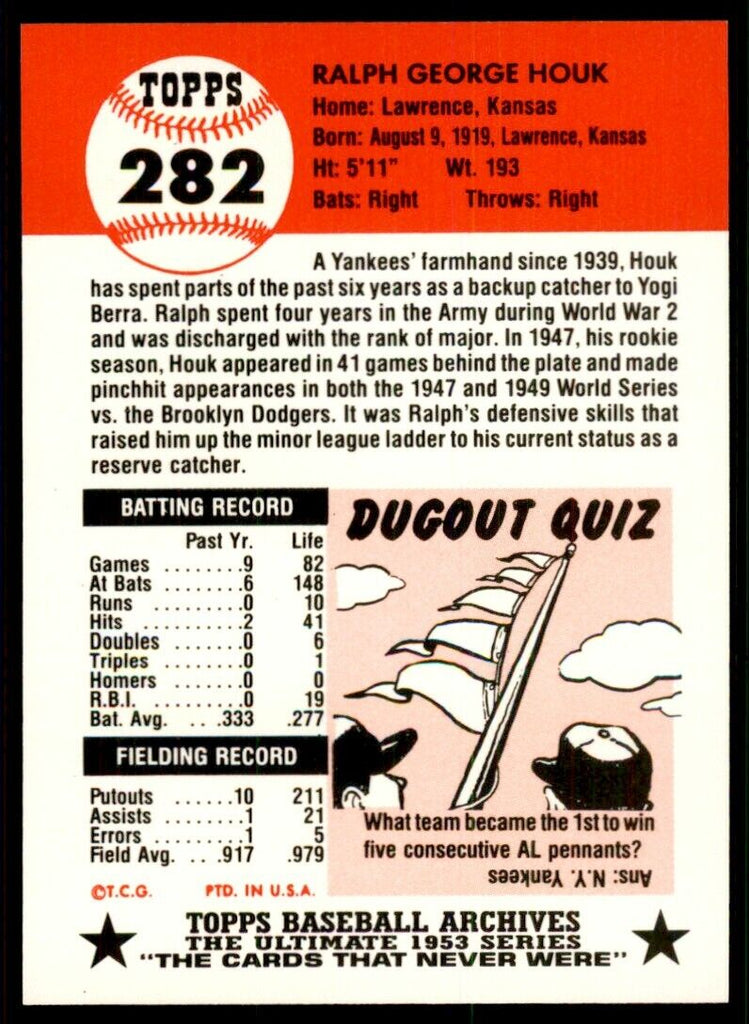 TOPPS
282
RALPH GEORGE HOUK
Home: Lawrence, Kansas
Born: August 9, 1919, Lawrence, Kansas
Ht: 5'11" Wt. 193
Bats: Right Throws: Right
A Yankees' farmhand since 1939, Houk
has spent parts of the past six years as a backup catcher to Yogi
Berra. Ralph spent four years in the Army during World War 2
and was discharged with the rank of major. In 1947, his rookie
season, Houk appeared in 41 games behind the plate and made
pinchhit appearances in both the 1947 and 1949 World Series
vs. the Brooklyn Dodgers. It was Ralph's defensive skills that
raised him up the minor league ladder to his current status as a
reserve catcher.
BATTING RECORD
Past Yr. Life
Games ........9 82
At Bats ........6 148
Runs ........0 10
Hits ........2 41
Doubles ........0 6
Triples ........0 1
Homers .......0 0
R.B.I. ........0 19
Bat. Avg. . . .333 .277
FIELDING RECORD
Putouts ......10 211
Assists ........1 21
Errors .........1 5
Field Avg. . . .917 .979
©T.C.G. PTD. IN U.S.A.
DUGOUT QUIZ
What team became the 1st to win
five consecutive AL pennants?
Ans: N.Y. Yankees
TOPPS BASEBALL ARCHIVES
THE ULTIMATE 1953 SERIES
"THE CARDS THAT NEVER WERE"